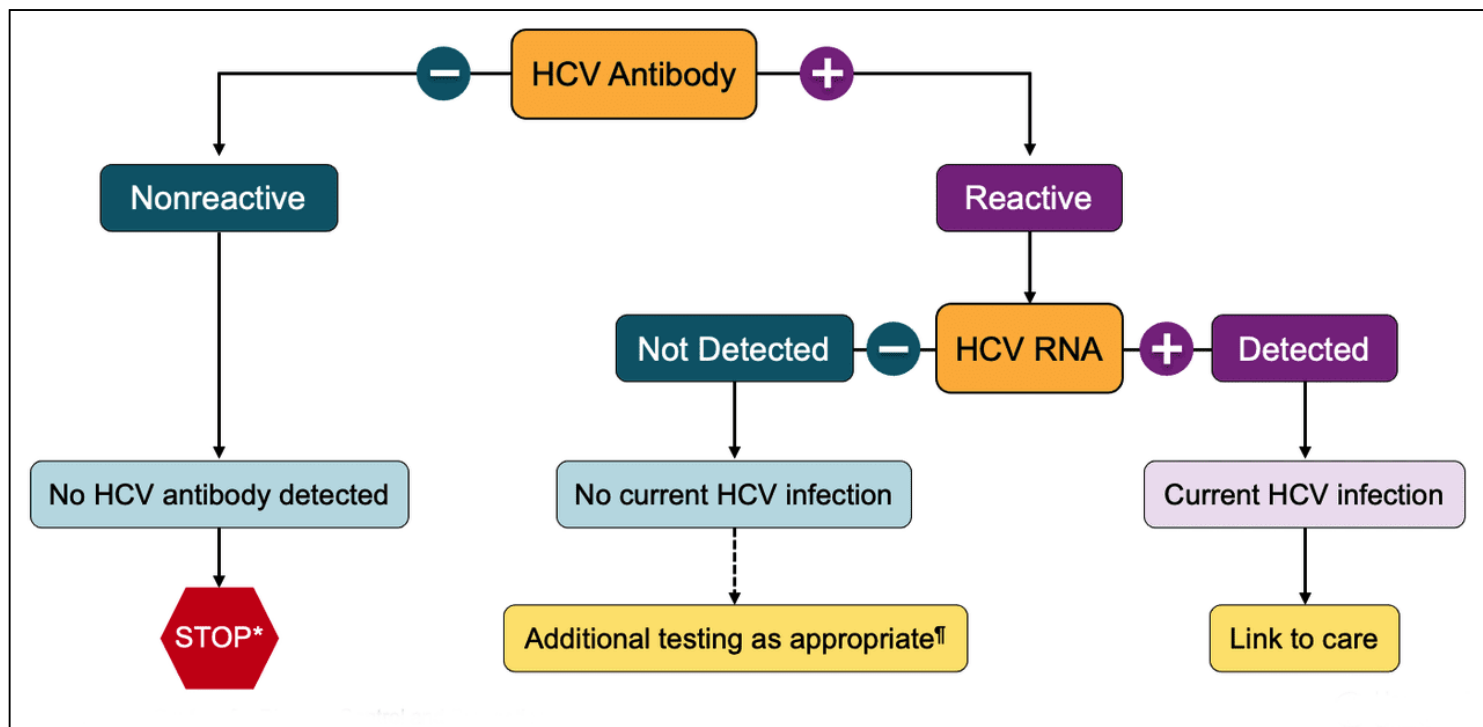 HCV Antibody
Nonreactive
Reactive
Not Detected
HCV RNA
Detected
No HCV antibody detected
No current HCV infection
Current HCV infection
STOP*
Additional testing as appropriate¶
Link to care